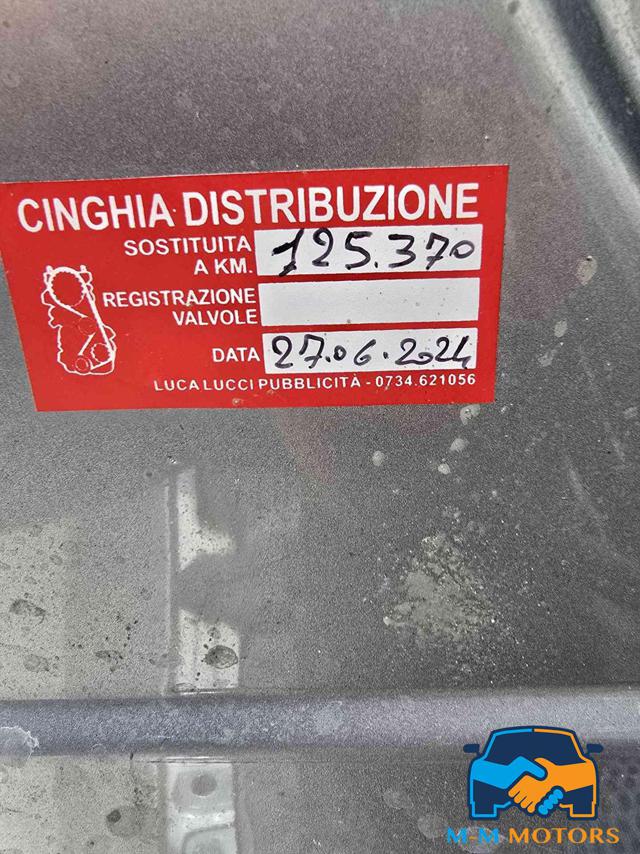 CINGHIA DISTRIBUZIONE
SOSTITUITA A KM. 125.370
REGISTRAZIONE VALVOLE
DATA 27.06.2024
LUCA LUCCI PUBBLICITÀ - 0734.621056
M-M-MOTORS